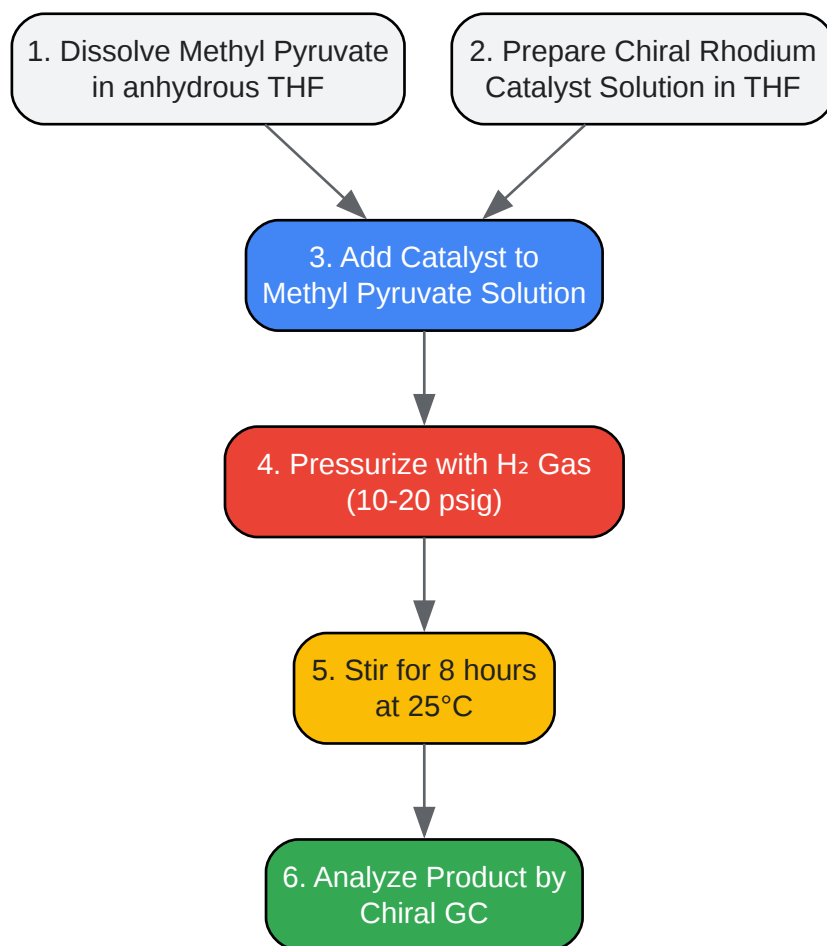 1. Dissolve Methyl Pyruvate
in anhydrous THF
2. Prepare Chiral Rhodium
Catalyst Solution in THF
3. Add Catalyst to
Methyl Pyruvate Solution
4. Pressurize with H₂ Gas
(10-20 psig)
5. Stir for 8 hours
at 25°C
6. Analyze Product by
Chiral GC